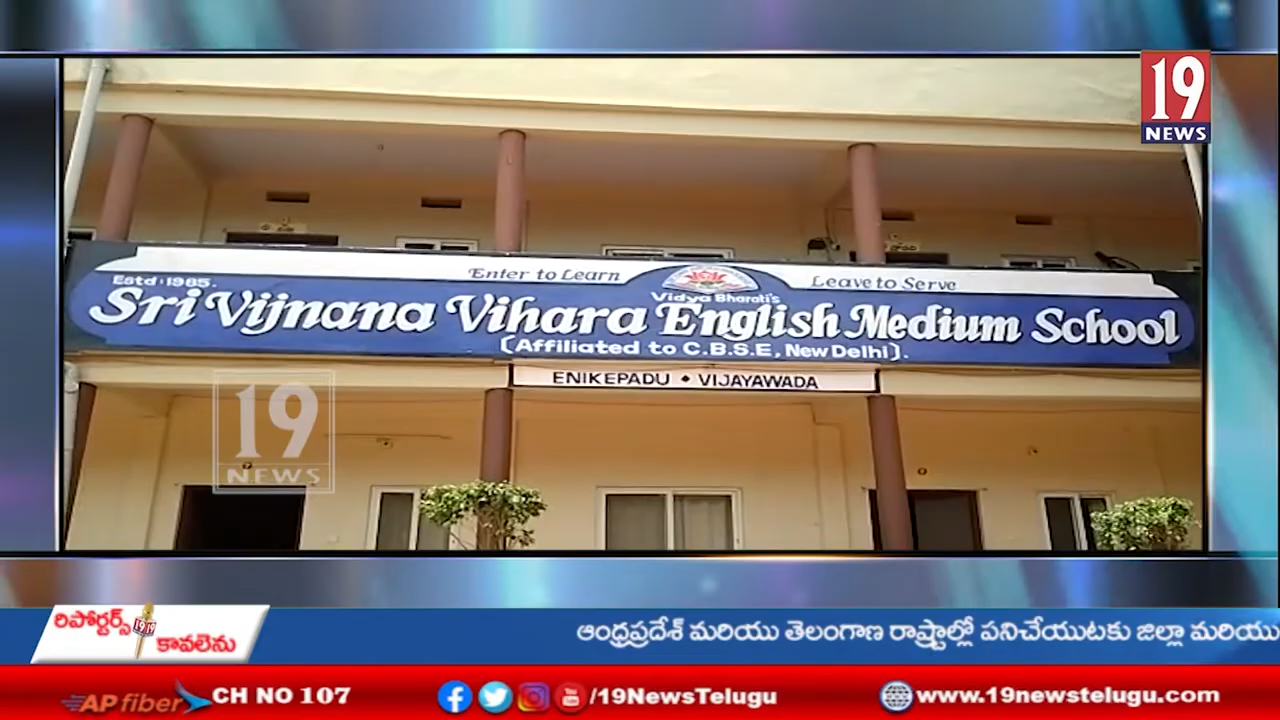 19
NEWS
Enter to Learn
Leave to Serve
Estd : 1985.
Vidya Bharati's
Sri Vijnana Vihara English Medium School
(Affiliated to C.B.S.E, New Delhi).
ENIKEPADU • VIJAYAWADA
19
NEWS
రిపోర్టర్స్
19 19
కావలెను
ఆంధ్రప్రదేశ్ మరియు తెలంగాణ రాష్ట్రాల్లో పనిచేయుటకు జిల్లా మరియు
AP fiber CH NO 107
/19NewsTelugu
www.19newstelugu.com